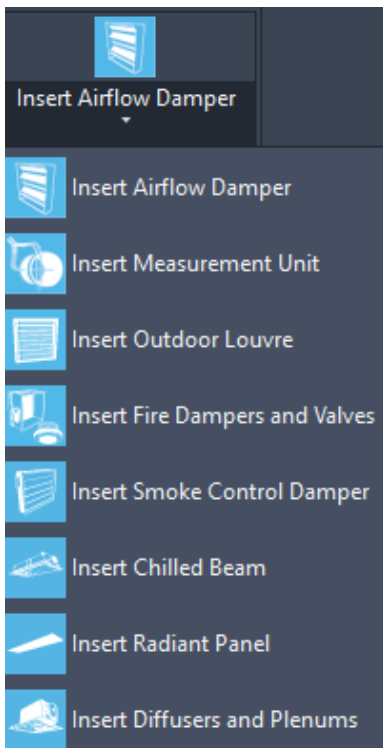 Insert Airflow Damper
Insert Airflow Damper
Insert Measurement Unit
Insert Outdoor Louvre
Insert Fire Dampers and Valves
Insert Smoke Control Damper
Insert Chilled Beam
Insert Radiant Panel
Insert Diffusers and Plenums